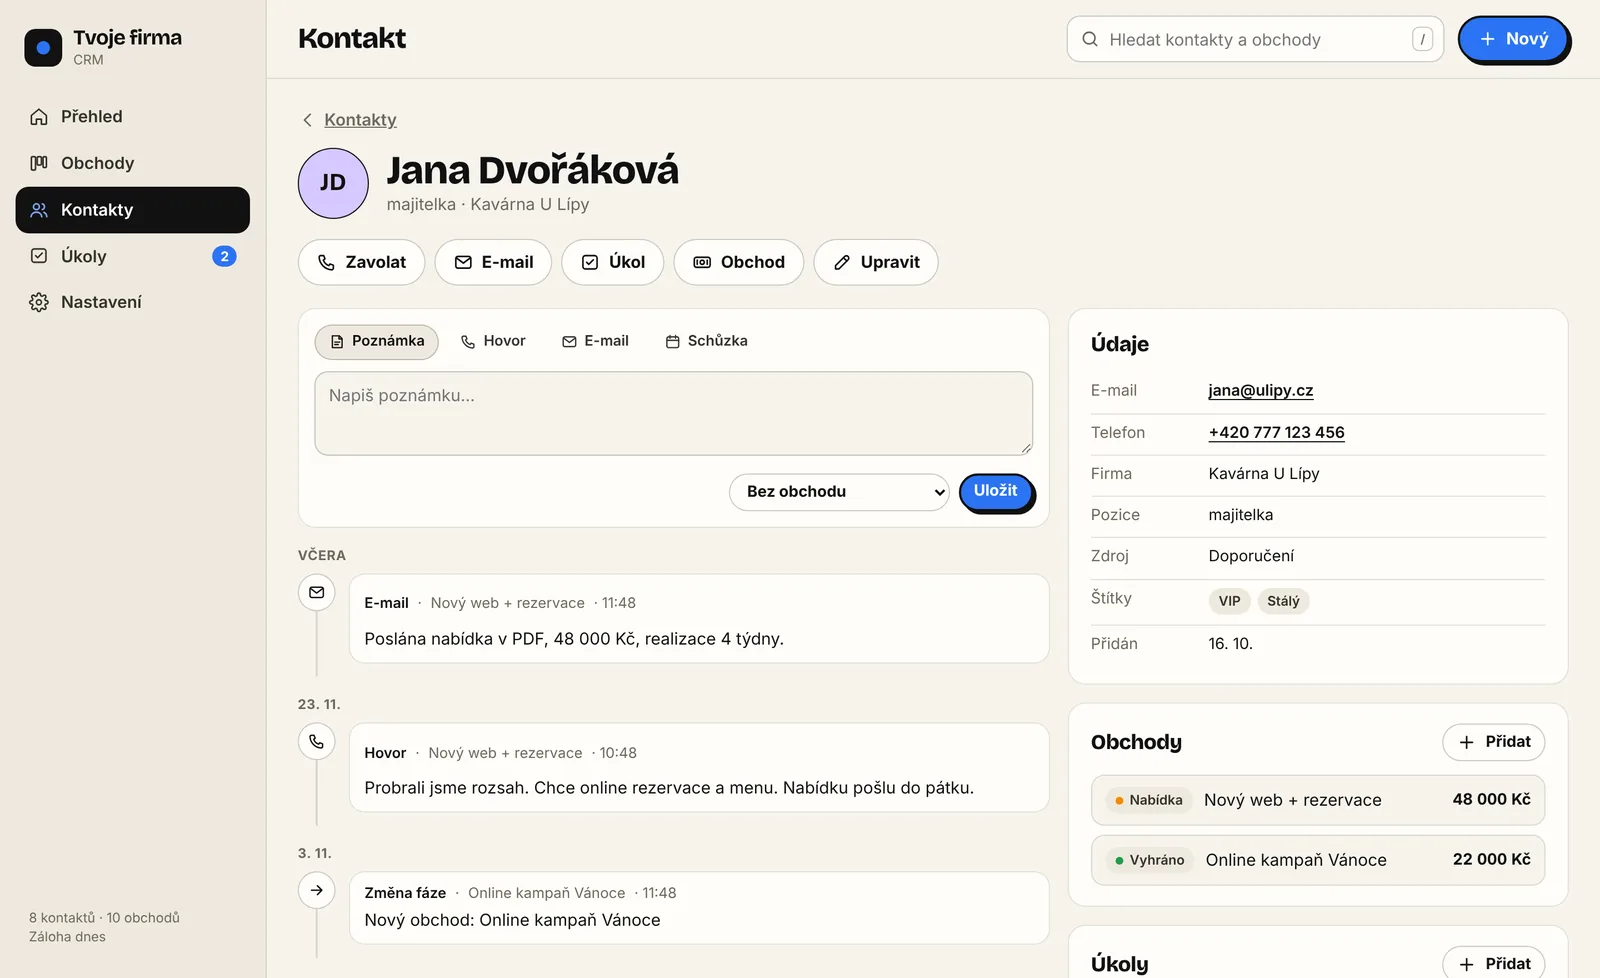 Tvoje firma
CRM
Přehled
Obchody
Kontakty
Úkoly 2
Nastavení
8 kontaktů · 10 obchodů
Záloha dnes
Kontakt
Hledat kontakty a obchody /
+ Nový
Kontakty
JD
Jana Dvořáková
majitelka · Kavárna U Lípy
Zavolat E-mail Úkol Obchod Upravit
Poznámka Hovor E-mail Schůzka
Napiš poznámku...
Bez obchodu Uložit
VČERA
E-mail · Nový web + rezervace · 11:48
Poslána nabídka v PDF, 48 000 Kč, realizace 4 týdny.
23. 11.
Hovor · Nový web + rezervace · 10:48
Probrali jsme rozsah. Chce online rezervace a menu. Nabídku pošlu do pátku.
3. 11.
Změna fáze · Online kampaň Vánoce · 11:48
Nový obchod: Online kampaň Vánoce
Údaje
E-mail jana@ulipy.cz
Telefon +420 777 123 456
Firma Kavárna U Lípy
Pozice majitelka
Zdroj Doporučení
Štítky VIP Stálý
Přidán 16. 10.
Obchody + Přidat
Nabídka Nový web + rezervace 48 000 Kč
Vyhráno Online kampaň Vánoce 22 000 Kč
Úkoly + Přidat